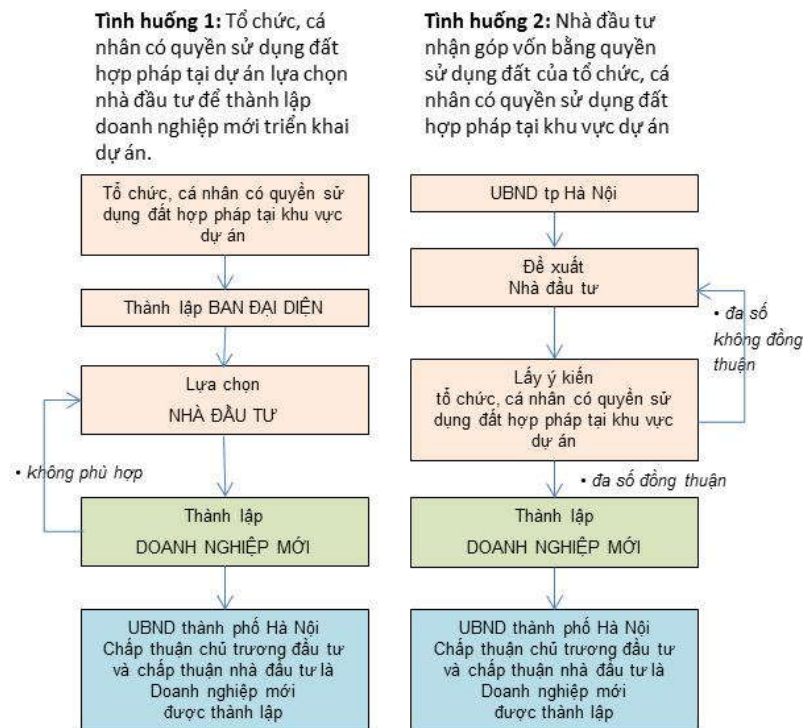 Tình huống 1: Tổ chức, cá
nhân có quyền sử dụng đất
hợp pháp tại dự án lựa chọn
nhà đầu tư để thành lập
doanh nghiệp mới triển khai
dự án.
Tổ chức, cá nhân có quyền sử
dụng đất hợp pháp tại khu vực
dự án
Thành lập BAN ĐẠI DIỆN
Lựa chọn
NHÀ ĐẦU TƯ
• không phù hợp
Thành lập
DOANH NGHIỆP MỚI
UBND thành phố Hà Nội
Chấp thuận chủ trương đầu tư
và chấp thuận nhà đầu tư là
Doanh nghiệp mới
được thành lập
Tình huống 2: Nhà đầu tư
nhận góp vốn bằng quyền
sử dụng đất của tổ chức, cá
nhân có quyền sử dụng đất
hợp pháp tại khu vực dự án
UBND tp Hà Nội
Đề xuất
Nhà đầu tư
• đa số
không đồng
thuận
Lấy ý kiến
tổ chức, cá nhân có quyền sử
dụng đất hợp pháp tại khu vực
dự án
• đa số đồng thuận
Thành lập
DOANH NGHIỆP MỚI
UBND thành phố Hà Nội
Chấp thuận chủ trương đầu tư
và chấp thuận nhà đầu tư là
Doanh nghiệp mới
được thành lập